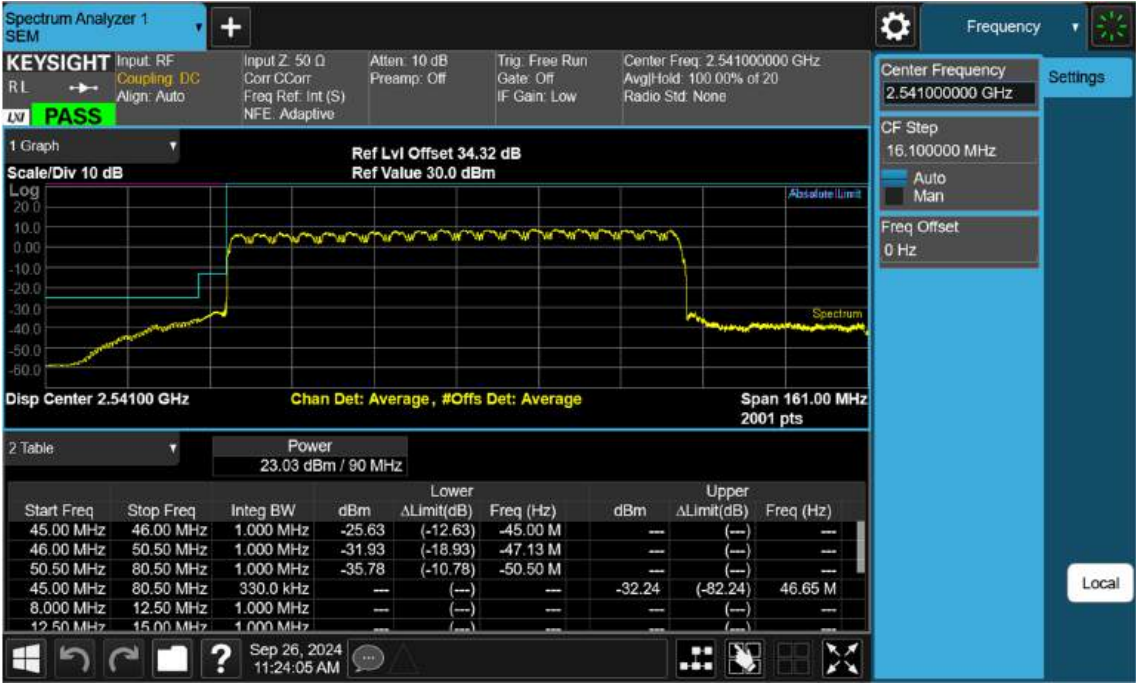 Spectrum Analyzer 1
SEM
Frequency
KEYSIGHT
RL
LXI
PASS
Input: RF
Coupling: DC
Align: Auto
Input Z: 50 Ω
Corr CCorr
Freq Ref: Int (S)
NFE: Adaptive
Atten: 10 dB
Preamp: Off
Trig: Free Run
Gate: Off
IF Gain: Low
Center Freq: 2.541000000 GHz
Avg|Hold: 100.00% of 20
Radio Std: None
Center Frequency
2.541000000 GHz
Settings
CF Step
16.100000 MHz
Auto
Man
Freq Offset
0 Hz
1 Graph
Scale/Div 10 dB
Ref Lvl Offset 34.32 dB
Ref Value 30.0 dBm
Log
Absolute Limit
20.0
10.0
0.00
-10.0
-20.0
-30.0
Spectrum
-40.0
-50.0
-60.0
Disp Center 2.54100 GHz
Chan Det: Average, #Offs Det: Average
Span 161.00 MHz
2001 pts
2 Table
Power
23.03 dBm / 90 MHz
Lower Upper
Start Freq Stop Freq Integ BW dBm ΔLimit(dB) Freq (Hz) dBm ΔLimit(dB) Freq (Hz)
45.00 MHz 46.00 MHz 1.000 MHz -25.63 (-12.63) -45.00 M --- (---) ---
46.00 MHz 50.50 MHz 1.000 MHz -31.93 (-18.93) -47.13 M --- (---) ---
50.50 MHz 80.50 MHz 1.000 MHz -35.78 (-10.78) -50.50 M --- (---) ---
45.00 MHz 80.50 MHz 330.0 kHz --- (---) --- -32.24 (-82.24) 46.65 M
8.000 MHz 12.50 MHz 1.000 MHz --- (---) --- --- (---) ---
12.50 MHz 15.00 MHz 1.000 MHz --- (---) --- --- (---) ---
Local
?
Sep 26, 2024
11:24:05 AM